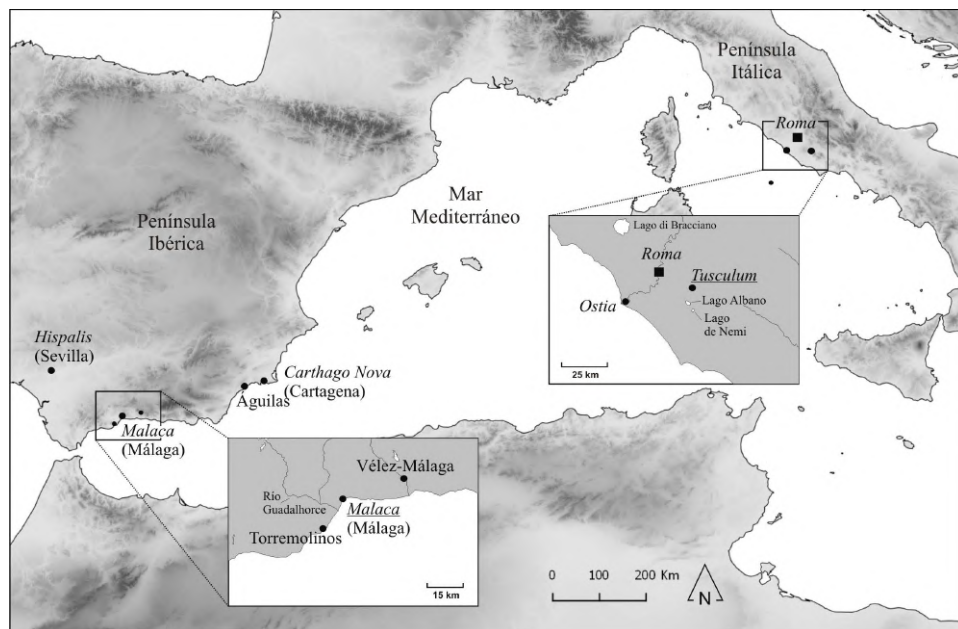 Península
Itálica
Roma
Mar
Mediterráneo
Península
Ibérica
Lago di Bracciano
Roma
Tusculum
Ostia
Lago Albano
Lago
de Nemi
25 km
Hispalis
(Sevilla)
Carthago Nova
(Cartagena)
Águilas
Malaca
(Málaga)
Vélez-Málaga
Río
Guadalhorce
Malaca
(Málaga)
Torremolinos
15 km
0 100 200 Km
N